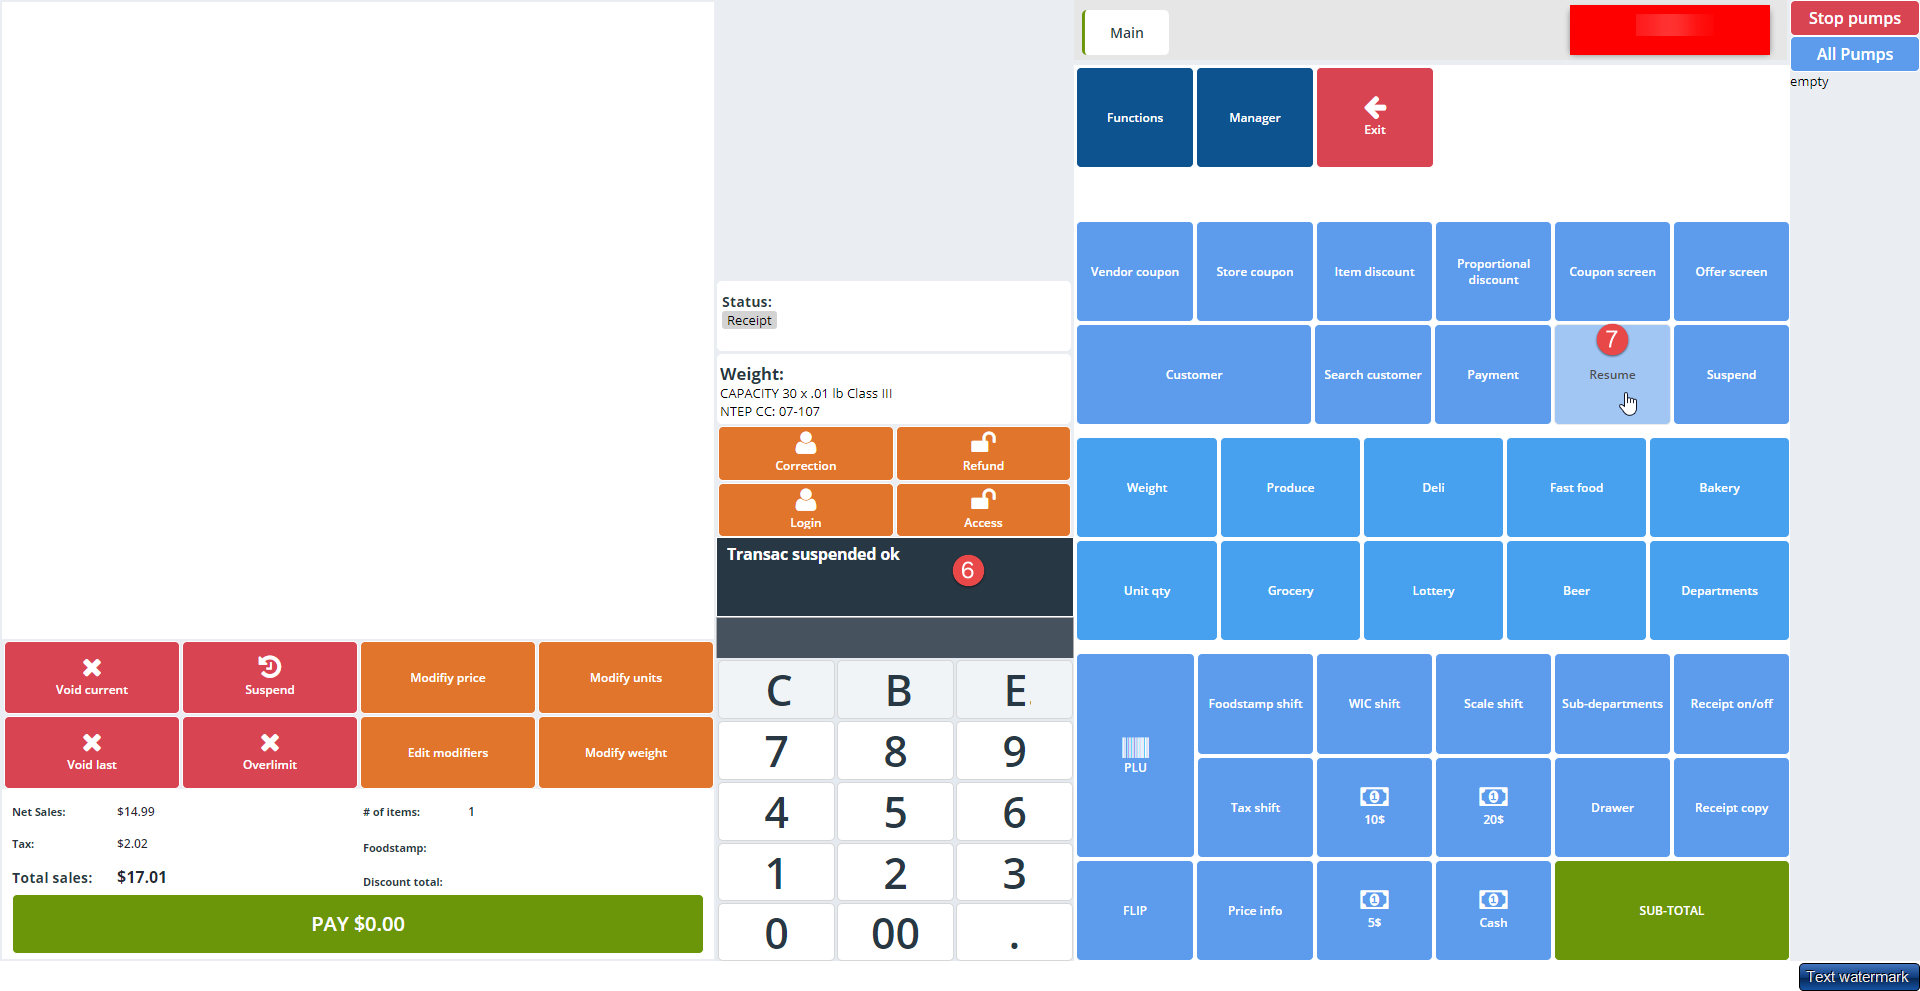 Main
Stop pumps
All Pumps
empty
Functions
Manager
Exit
Vendor coupon
Store coupon
Item discount
Proportional
discount
Coupon screen
Offer screen
Status:
Receipt
7
Customer
Search customer
Payment
Resume
Suspend
Weight:
CAPACITY 30 x .01 lb Class III
NTEP CC: 07-107
Correction
Refund
Login
Access
Weight
Produce
Deli
Fast food
Bakery
Transac suspended ok
6
Unit qty
Grocery
Lottery
Beer
Departments
Void current
Suspend
Modifiy price
Modify units
Void last
Overlimit
Edit modifiers
Modify weight
C
B
E.
7
8
9
4
5
6
1
2
3
0
00
.
PLU
Foodstamp shift
WIC shift
Scale shift
Sub-departments
Receipt on/off
Tax shift
10$
20$
Drawer
Receipt copy
FLIP
Price info
5$
Cash
SUB-TOTAL
Net Sales: $14.99
# of items: 1
Tax: $2.02
Foodstamp:
Total sales: $17.01
Discount total:
PAY $0.00
Text watermark